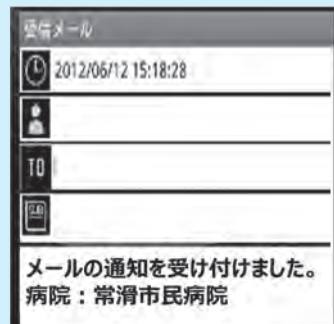 受信メール
2012/06/12 15:18:28
TO
SUB
メールの通知を受け付けました。
病院：常滑市民病院